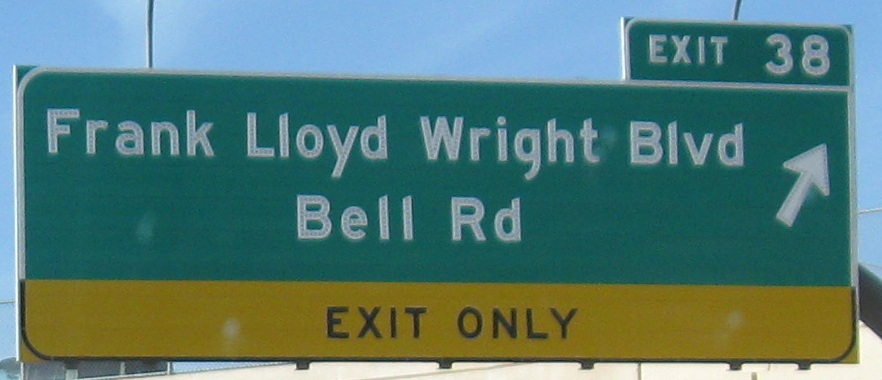 EXIT 38
Frank Lloyd Wright Blvd
Bell Rd
EXIT ONLY